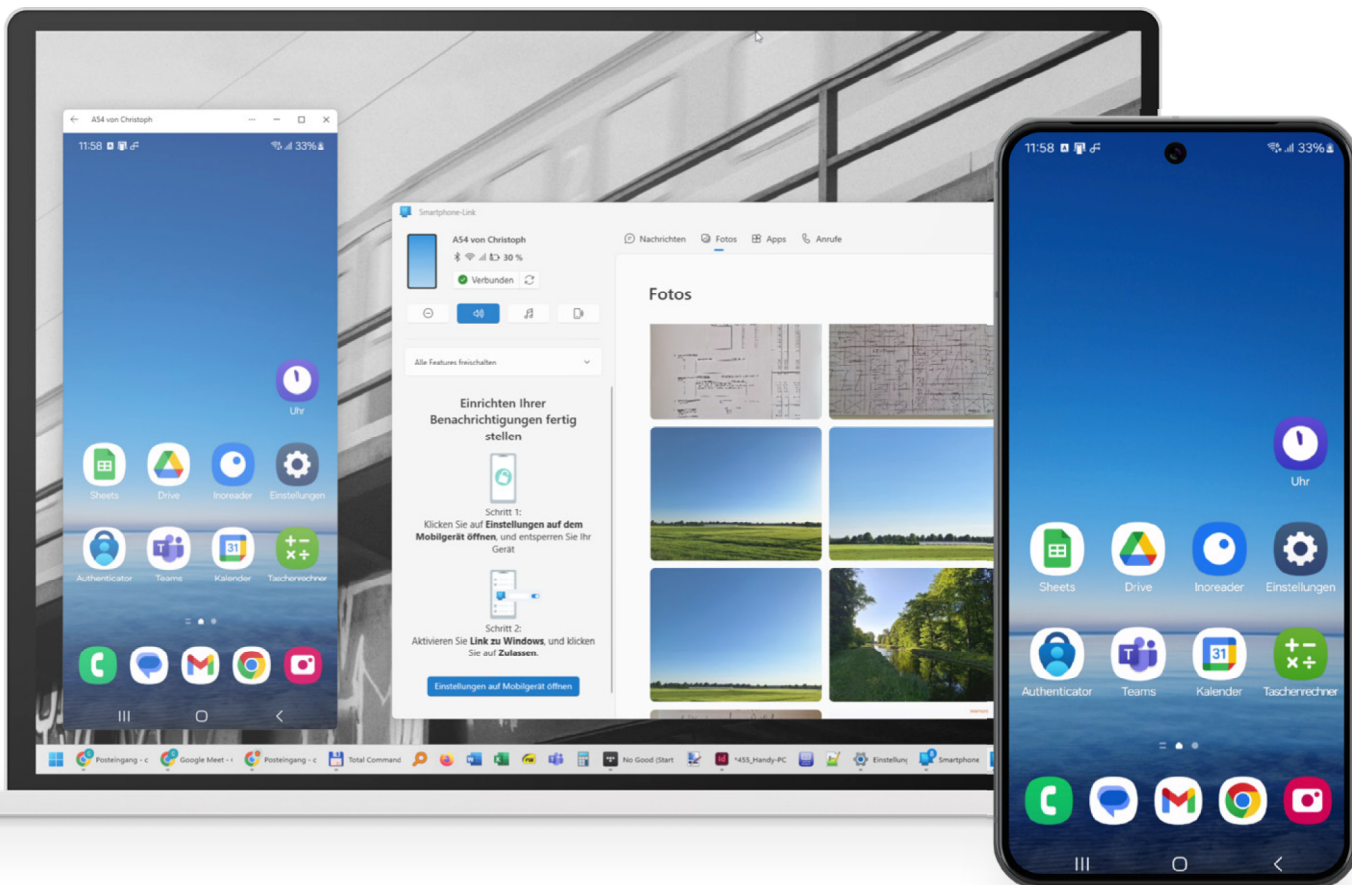 A54 von Christoph
11:58
33%
Uhr
Sheets
Drive
Inoreader
Einstellungen
Authenticator
Teams
31
Kalender
Taschenrechner
Smartphone-Link
A54 von Christoph
30 %
Verbunden
Alle Features freischalten
Einrichten Ihrer
Benachrichtigungen fertig
stellen
Schritt 1:
Klicken Sie auf Einstellungen auf dem
Mobilgerät öffnen, und entsperren Sie Ihr
Gerät
Schritt 2:
Aktivieren Sie Link zu Windows, und klicken
Sie auf Zulassen.
Einstellungen auf Mobilgerät öffnen
Nachrichten
Fotos
Apps
Anrufe
Fotos
Posteingang - c
Google Meet - 
Posteingang - c
Total Command
No Good (Start
*455_Handy-PC
Einstellung
Smartphone
11:58
33%
Uhr
Sheets
Drive
Inoreader
Einstellungen
Authenticator
Teams
31
Kalender
Taschenrechner